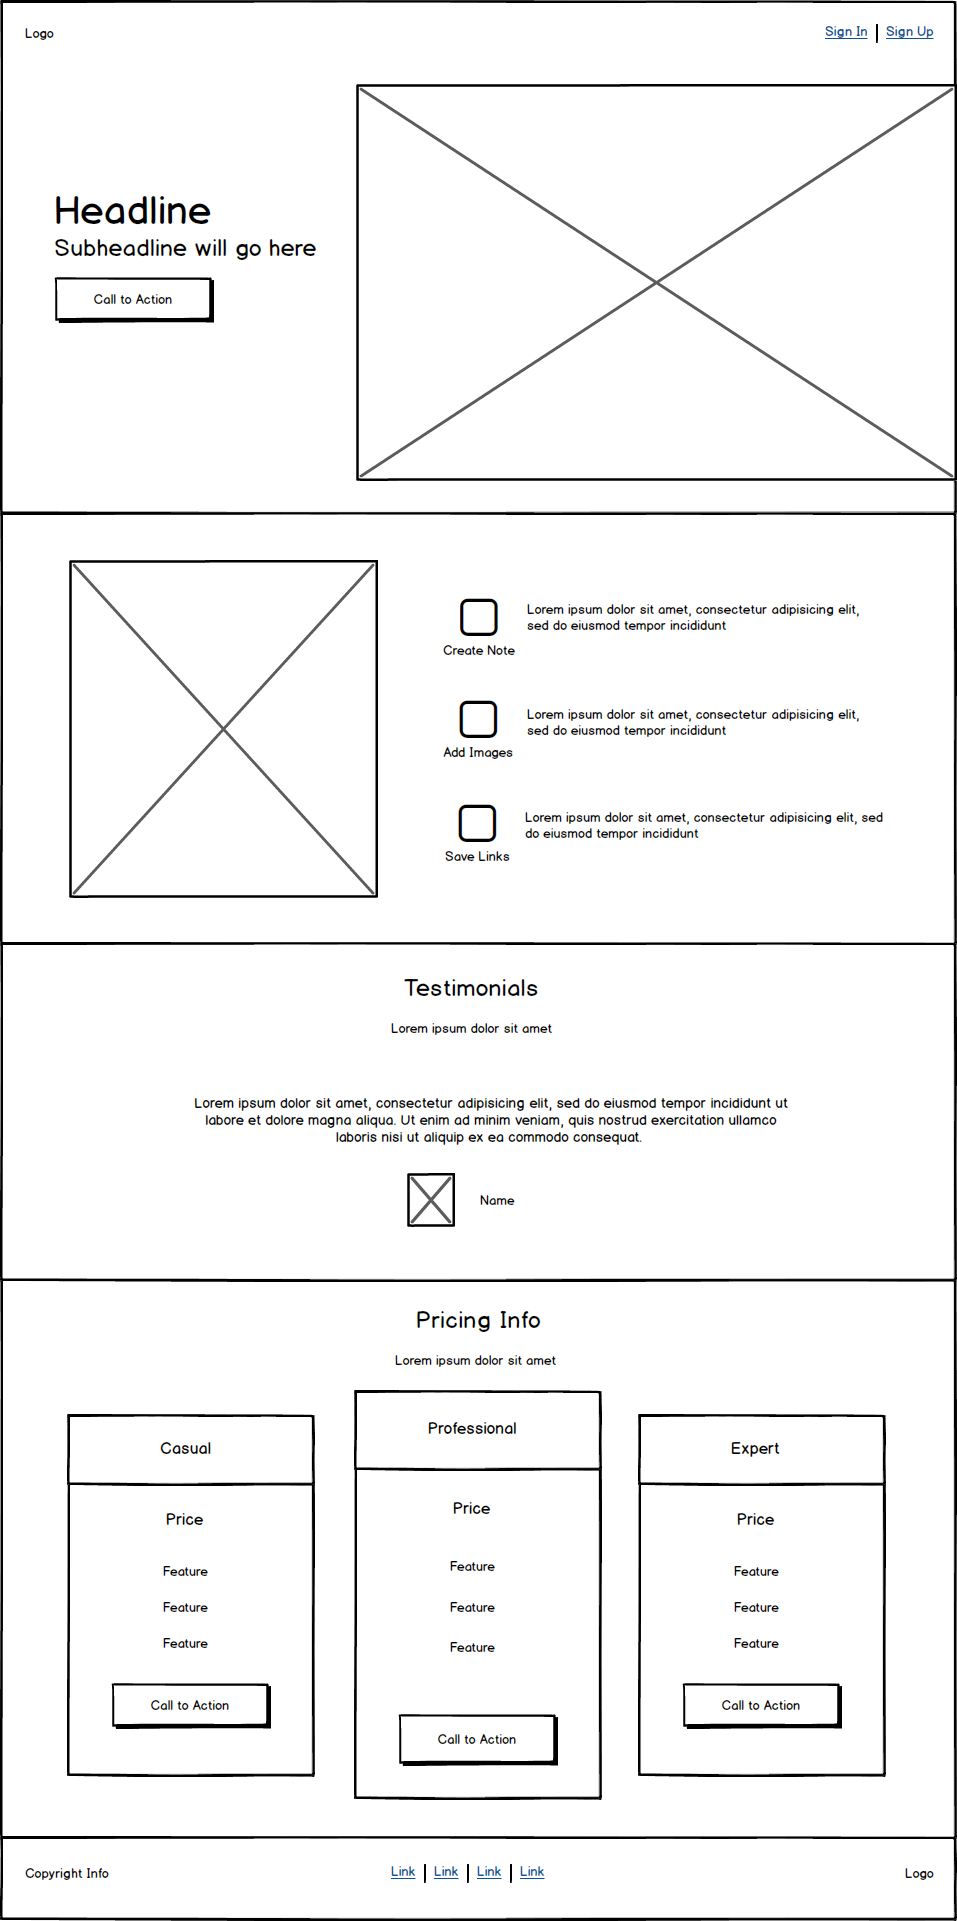 Logo
Sign In
Sign Up
Headline
Subheadline will go here
Call to Action
Lorem ipsum dolor sit amet, consectetur adipisicing elit,
sed do eiusmod tempor incididunt
Create Note
Lorem ipsum dolor sit amet, consectetur adipisicing elit,
sed do eiusmod tempor incididunt
Add Images
Lorem ipsum dolor sit amet, consectetur adipisicing elit, sed
do eiusmod tempor incididunt
Save Links
Testimonials
Lorem ipsum dolor sit amet
Lorem ipsum dolor sit amet, consectetur adipisicing elit, sed do eiusmod tempor incididunt ut
labore et dolore magna aliqua. Ut enim ad minim veniam, quis nostrud exercitation ullamco
laboris nisi ut aliquip ex ea commodo consequat.
Name
Pricing Info
Lorem ipsum dolor sit amet
Casual
Price
Feature
Feature
Feature
Call to Action
Professional
Price
Feature
Feature
Feature
Call to Action
Expert
Price
Feature
Feature
Feature
Call to Action
Copyright Info
Link
Link
Link
Link
Logo